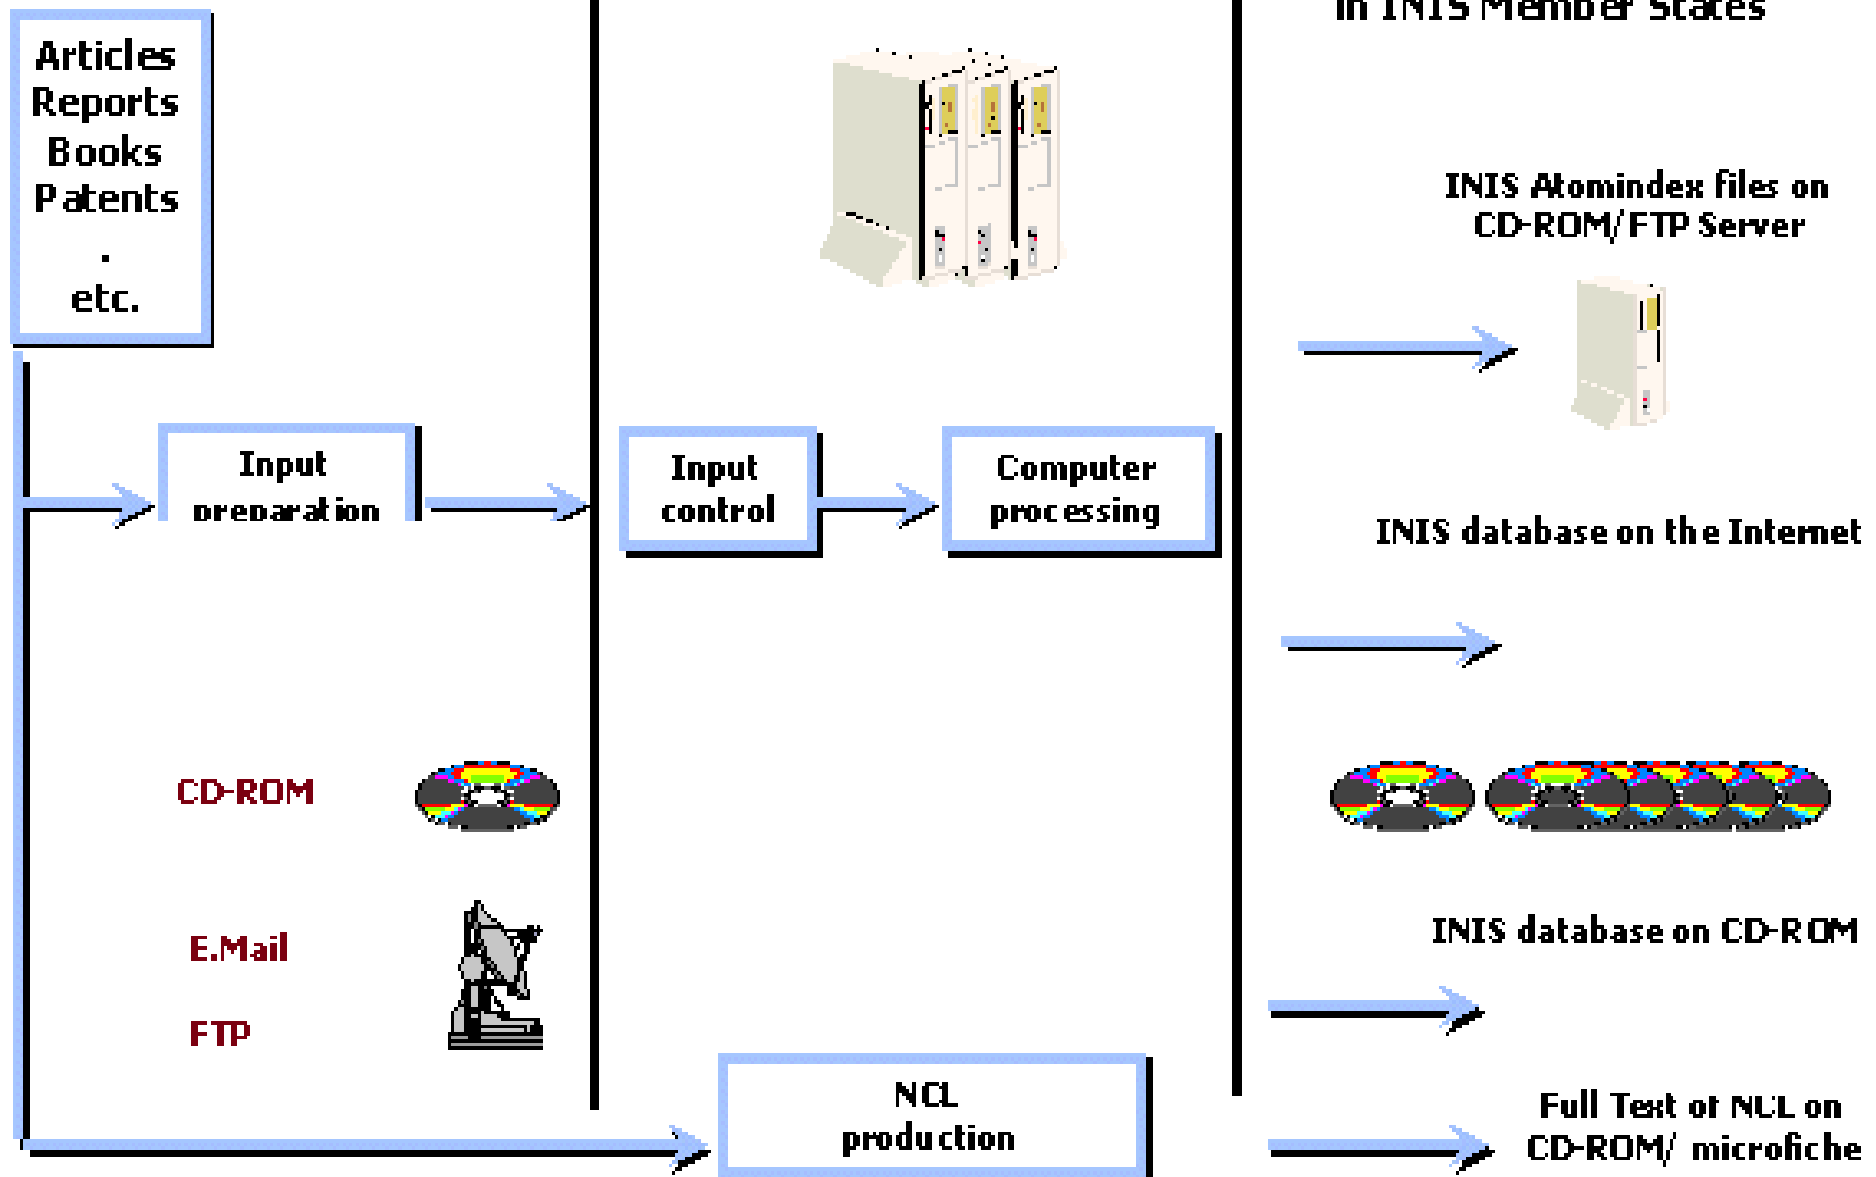 Articles
Reports
Books
Patents
.
etc.
Input
preparation
CD-ROM
E.Mail
FTP
Input
control
Computer
processing
NCL
production
in INIS Member States
INIS Atomindex files on
CD-ROM/FTP Server
INIS database on the Internet
INIS database on CD-ROM
Full Text of NCL on
CD-ROM/ microfiche